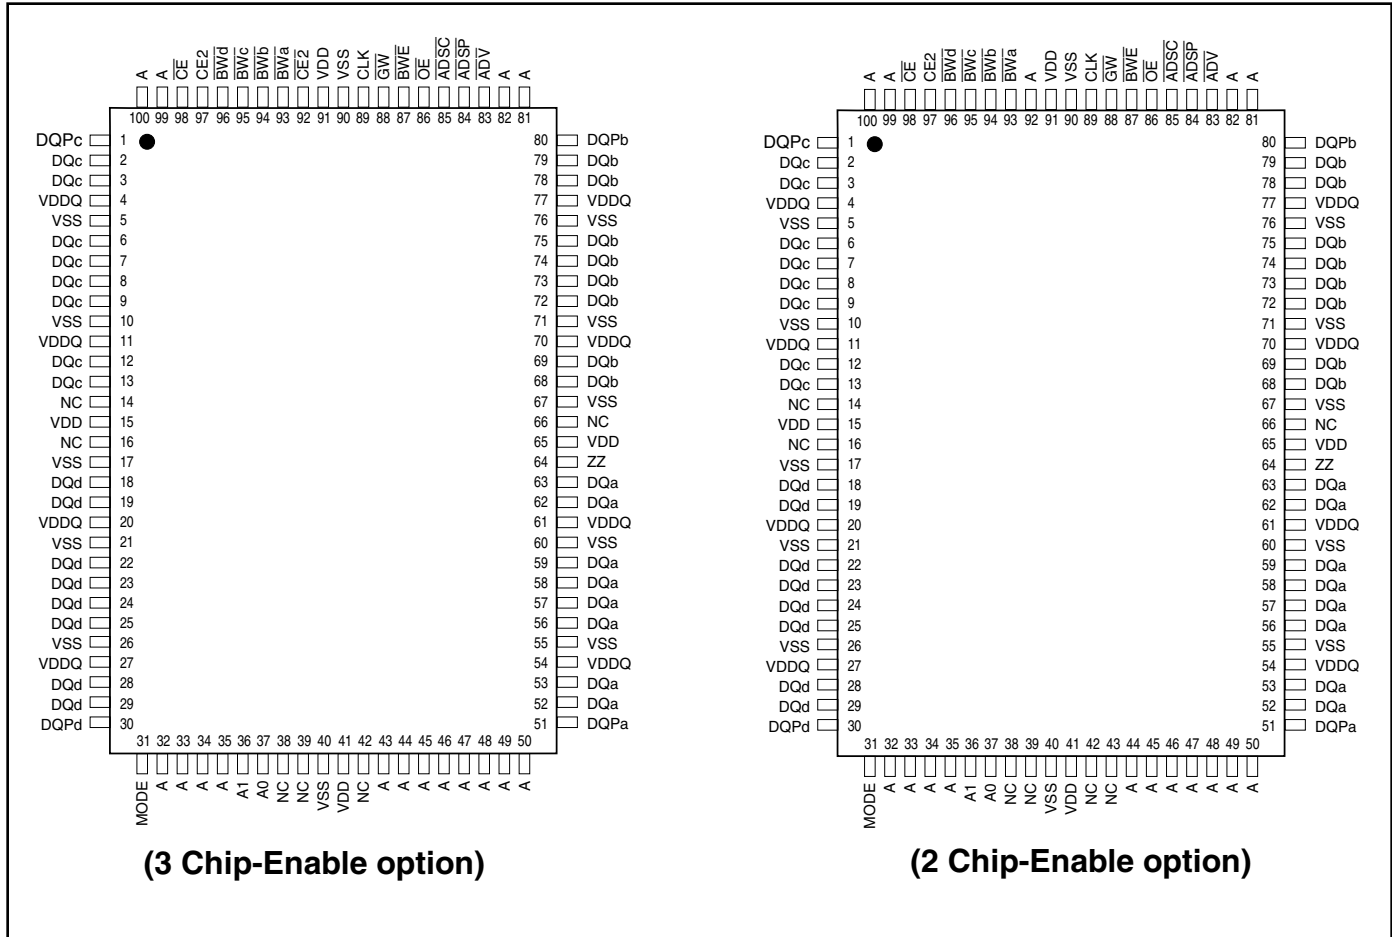 A A CE CE2 BWd BWc BWb BWa CE2 VDD VSS CLK GW BWE OE ADSC ADSP ADV A A
100 99 98 97 96 95 94 93 92 91 90 89 88 87 86 85 84 83 82 81
DQPc 1 80 DQPb
DQc 2 79 DQb
DQc 3 78 DQb
VDDQ 4 77 VDDQ
VSS 5 76 VSS
DQc 6 75 DQb
DQc 7 74 DQb
DQc 8 73 DQb
DQc 9 72 DQb
VSS 10 71 VSS
VDDQ 11 70 VDDQ
DQc 12 69 DQb
DQc 13 68 DQb
NC 14 67 VSS
VDD 15 66 NC
NC 16 65 VDD
VSS 17 64 ZZ
DQd 18 63 DQa
DQd 19 62 DQa
VDDQ 20 61 VDDQ
VSS 21 60 VSS
DQd 22 59 DQa
DQd 23 58 DQa
DQd 24 57 DQa
DQd 25 56 DQa
VSS 26 55 VSS
VDDQ 27 54 VDDQ
DQd 28 53 DQa
DQd 29 52 DQa
DQPd 30 51 DQPa
31 32 33 34 35 36 37 38 39 40 41 42 43 44 45 46 47 48 49 50
MODE A A A A A1 A0 NC NC VSS VDD NC A A A A A A A A
(3 Chip-Enable option)
A A CE CE2 BWd BWc BWb BWa A VDD VSS CLK GW BWE OE ADSC ADSP ADV A A
100 99 98 97 96 95 94 93 92 91 90 89 88 87 86 85 84 83 82 81
DQPc 1 80 DQPb
DQc 2 79 DQb
DQc 3 78 DQb
VDDQ 4 77 VDDQ
VSS 5 76 VSS
DQc 6 75 DQb
DQc 7 74 DQb
DQc 8 73 DQb
DQc 9 72 DQb
VSS 10 71 VSS
VDDQ 11 70 VDDQ
DQc 12 69 DQb
DQc 13 68 DQb
NC 14 67 VSS
VDD 15 66 NC
NC 16 65 VDD
VSS 17 64 ZZ
DQd 18 63 DQa
DQd 19 62 DQa
VDDQ 20 61 VDDQ
VSS 21 60 VSS
DQd 22 59 DQa
DQd 23 58 DQa
DQd 24 57 DQa
DQd 25 56 DQa
VSS 26 55 VSS
VDDQ 27 54 VDDQ
DQd 28 53 DQa
DQd 29 52 DQa
DQPd 30 51 DQPa
31 32 33 34 35 36 37 38 39 40 41 42 43 44 45 46 47 48 49 50
MODE A A A A A1 A0 NC NC VSS VDD NC NC A A A A A A A
(2 Chip-Enable option)